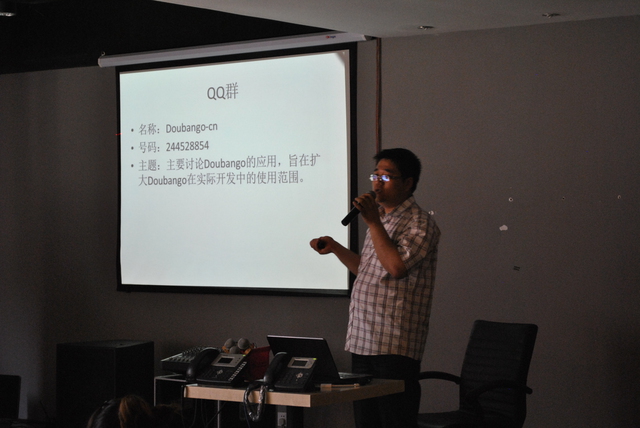 QQ群
• 名称：Doubango-cn
• 号码：244528854
• 主题：主要讨论Doubango的应用，旨在扩
大Doubango在实际开发中的使用范围。